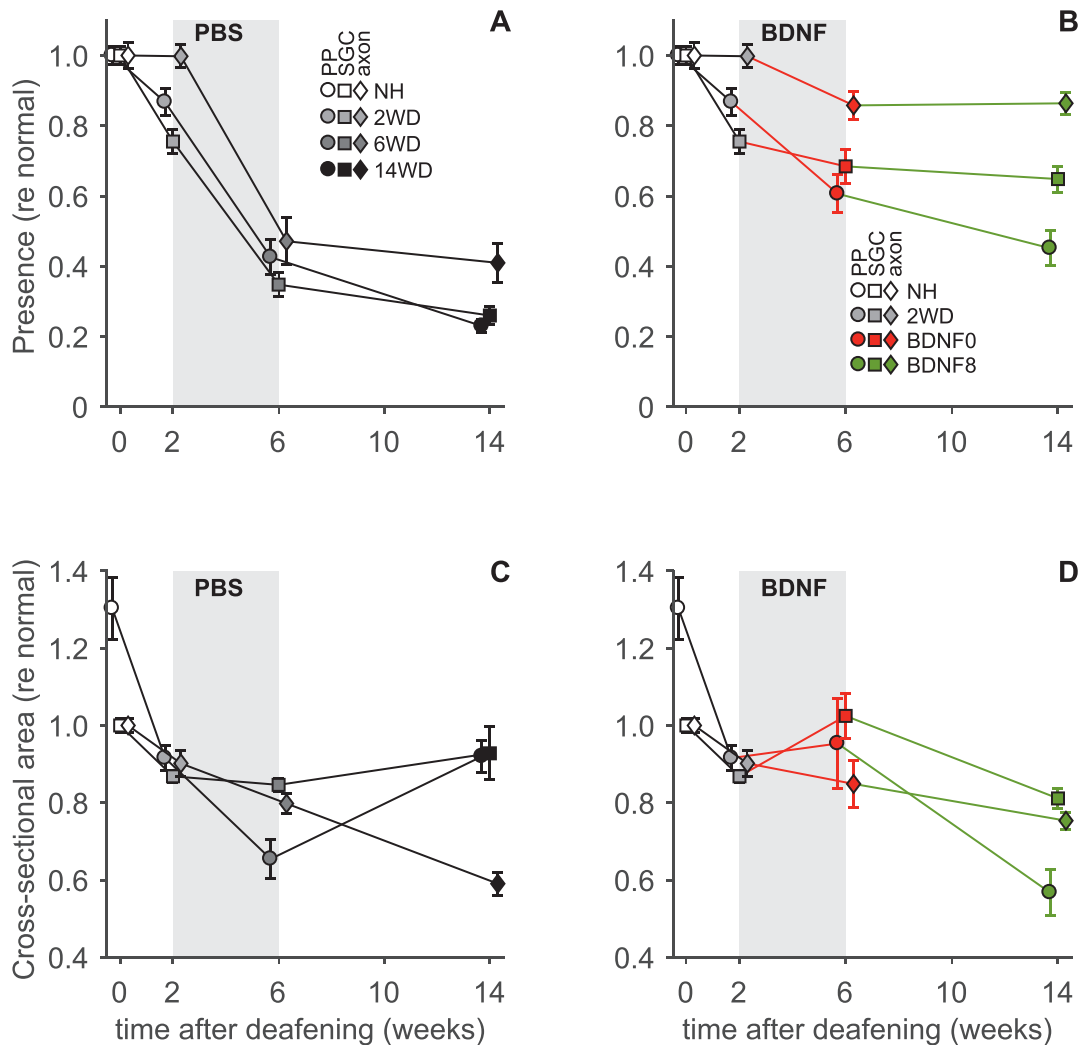 A
PBS
PP
SGC
axon
NH
2WD
6WD
14WD
Presence (re normal)
1.0
0.8
0.6
0.4
0.2
0
0 2 6 10 14
B
BDNF
PP
SGC
axon
NH
2WD
BDNF0
BDNF8
1.0
0.8
0.6
0.4
0.2
0
0 2 6 10 14
C
PBS
Cross-sectional area (re normal)
1.4
1.2
1.0
0.8
0.6
0.4
0 2 6 10 14
time after deafening (weeks)
D
BDNF
1.4
1.2
1.0
0.8
0.6
0.4
0 2 6 10 14
time after deafening (weeks)